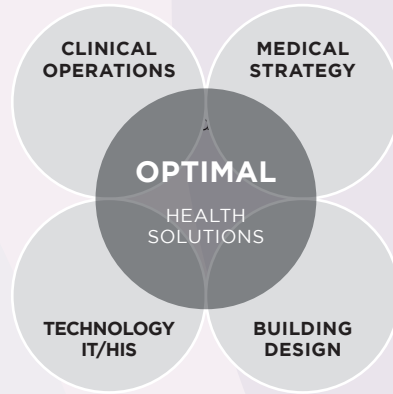 CLINICAL
OPERATIONS
MEDICAL
STRATEGY
OPTIMAL
HEALTH
SOLUTIONS
TECHNOLOGY
IT/HIS
BUILDING
DESIGN